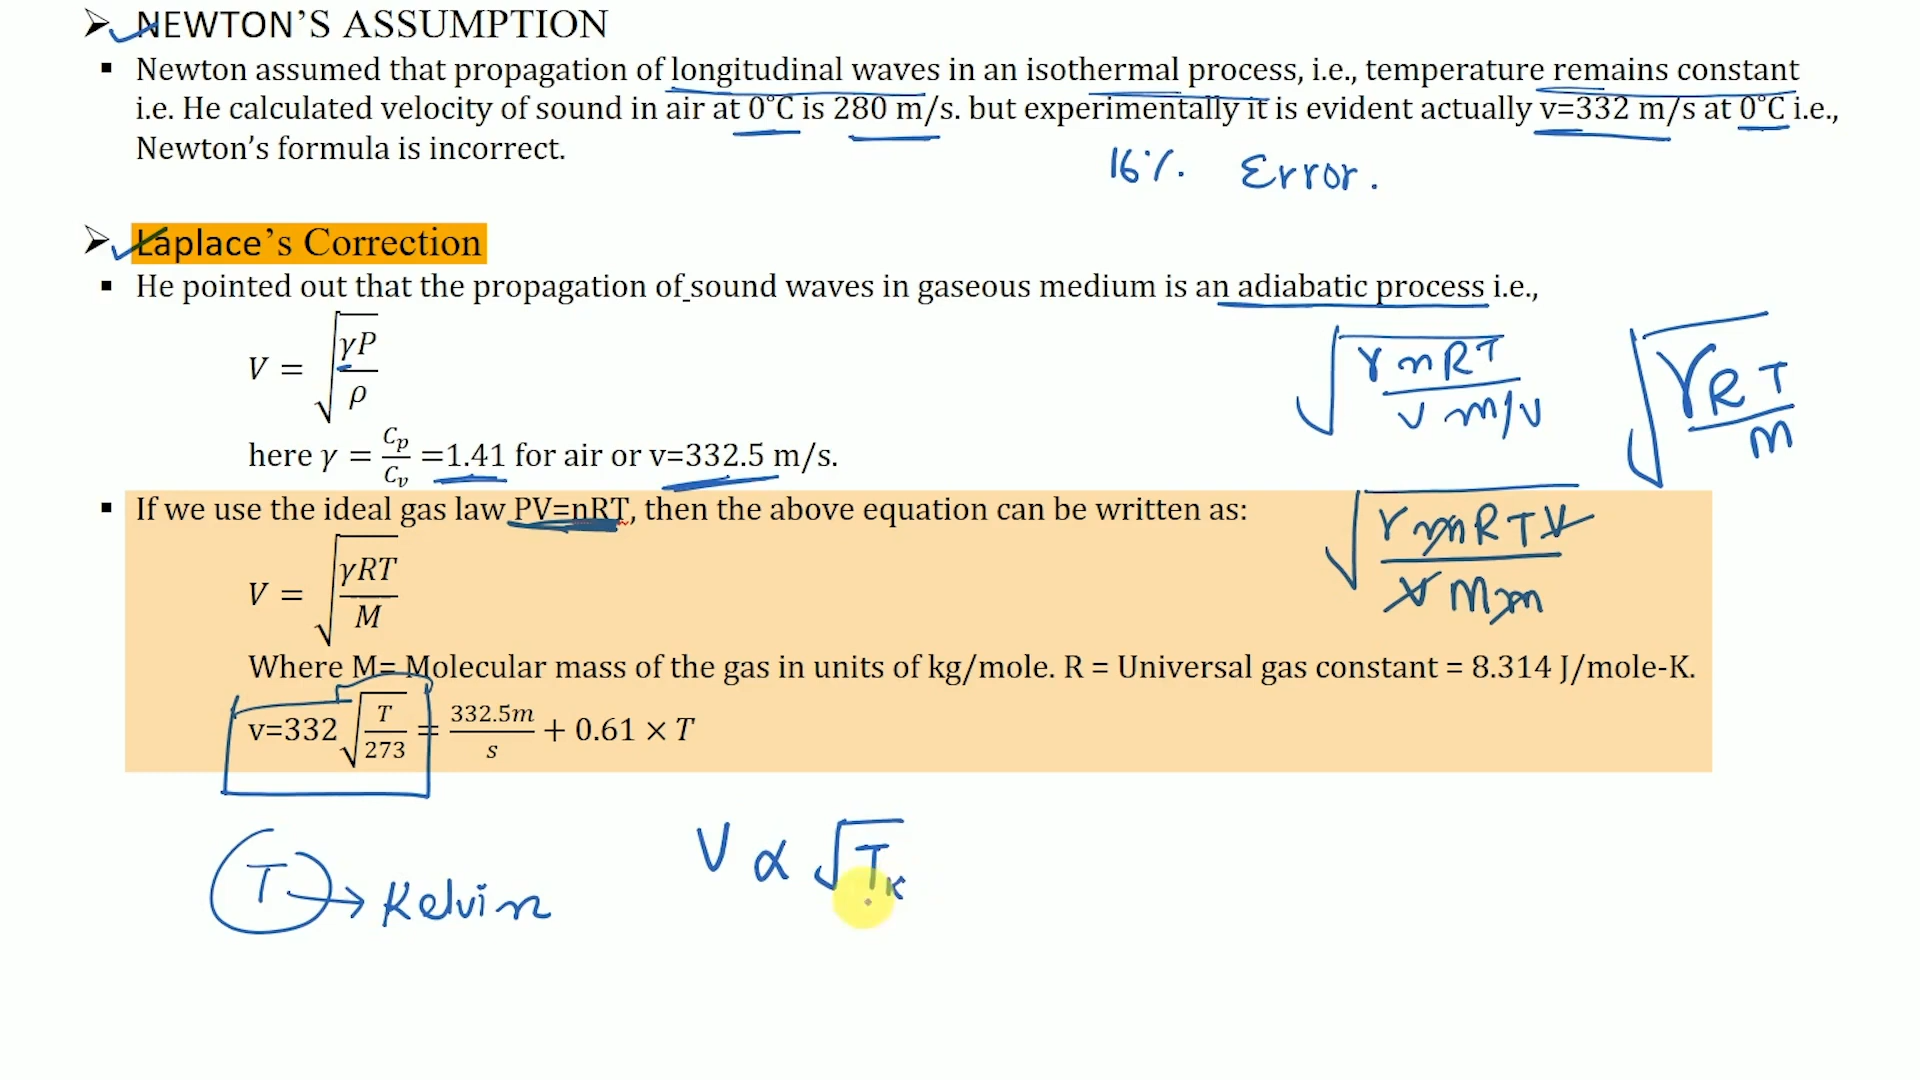 ➢ NEWTON'S ASSUMPTION
▪ Newton assumed that propagation of longitudinal waves in an isothermal process, i.e., temperature remains constant
i.e. He calculated velocity of sound in air at 0°C is 280 m/s. but experimentally it is evident actually v=332 m/s at 0°C i.e.,
Newton's formula is incorrect.
16%. Error.
➢ Laplace's Correction
▪ He pointed out that the propagation of sound waves in gaseous medium is an adiabatic process i.e.,
V = √(γP/ρ)
√(γnRT/V m/V)
√(γRT/M)
here γ = Cp/Cv =1.41 for air or v=332.5 m/s.
▪ If we use the ideal gas law PV=nRT, then the above equation can be written as:
V = √(γRT/M)
√(γmRTV/VMm)
Where M= Molecular mass of the gas in units of kg/mole. R = Universal gas constant = 8.314 J/mole-K.
v=332√(T/273) = 332.5m/s + 0.61 × T
T → Kelvin
V ∝ √TK